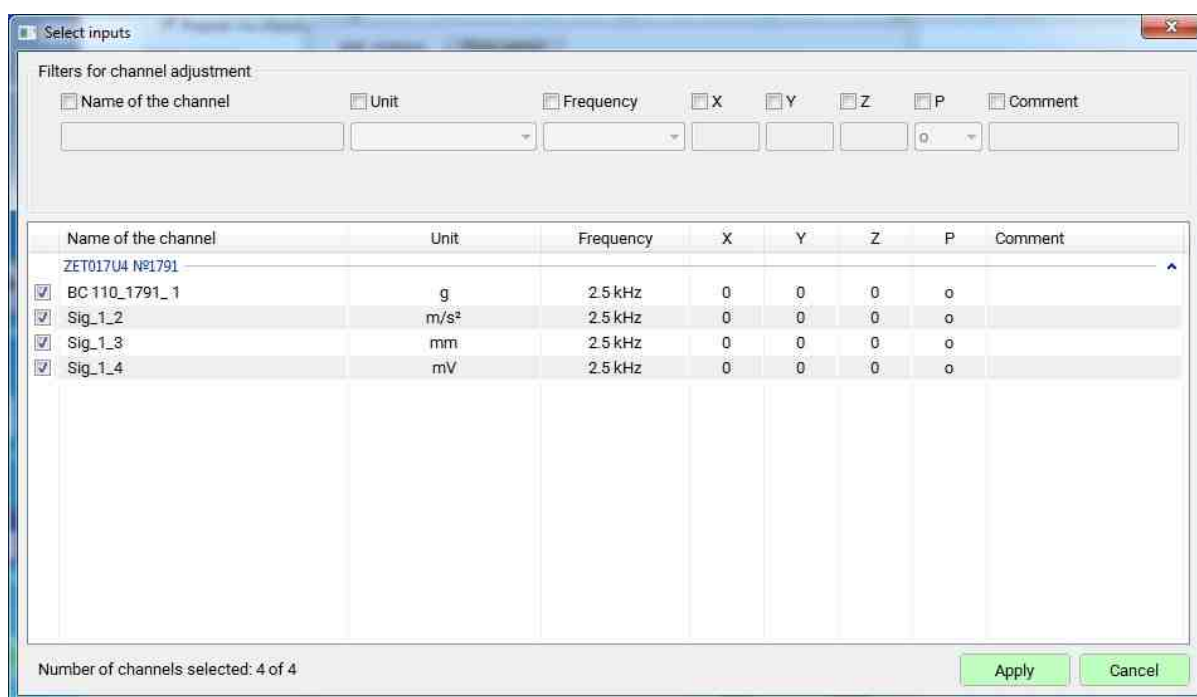 Select inputs
Filters for channel adjustment
Name of the channel Unit Frequency X Y Z P Comment
o
Name of the channel Unit Frequency X Y Z P Comment
ZET017U4 №1791
BC 110_1791_ 1 g 2.5 kHz 0 0 0 o
Sig_1_2 m/s² 2.5 kHz 0 0 0 o
Sig_1_3 mm 2.5 kHz 0 0 0 o
Sig_1_4 mV 2.5 kHz 0 0 0 o
Number of channels selected: 4 of 4 Apply Cancel